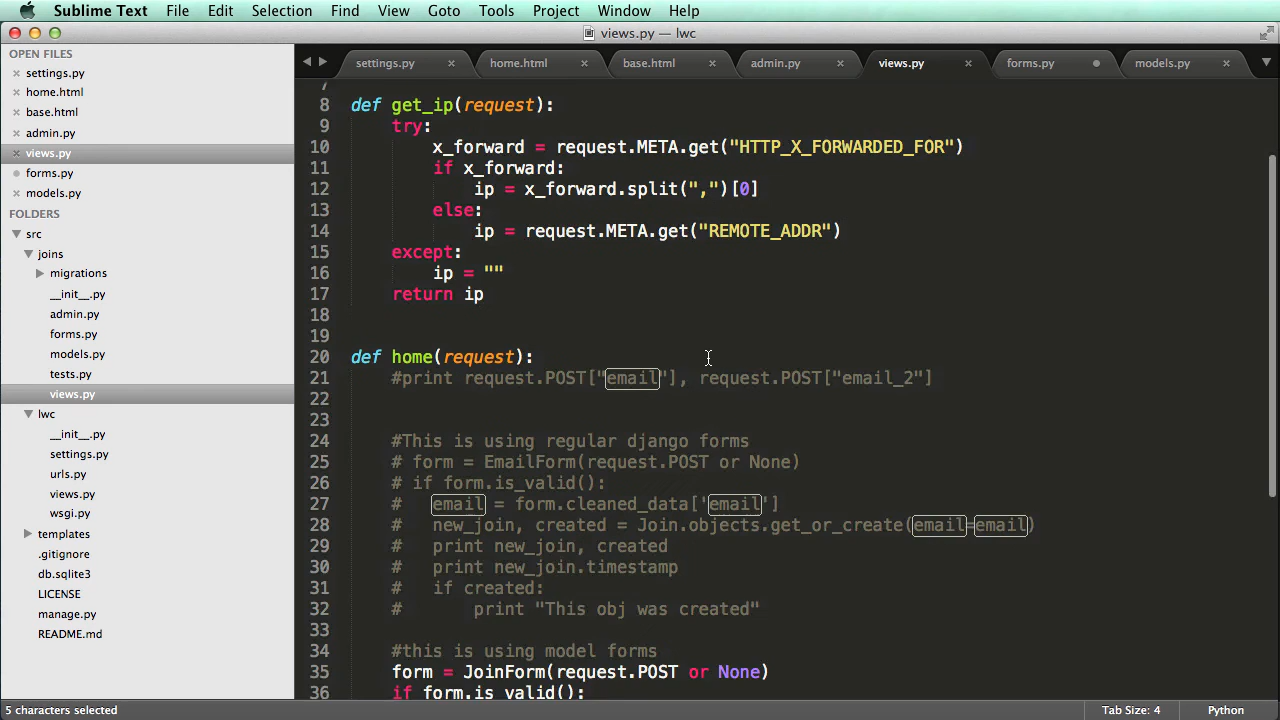 Sublime Text File Edit Selection Find View Goto Tools Project Window Help
views.py — lwc
OPEN FILES
settings.py
home.html
base.html
admin.py
views.py
forms.py
models.py
FOLDERS
src
joins
migrations
__init__.py
admin.py
forms.py
models.py
tests.py
views.py
lwc
__init__.py
settings.py
urls.py
views.py
wsgi.py
templates
.gitignore
db.sqlite3
LICENSE
manage.py
README.md
settings.py home.html base.html admin.py views.py forms.py models.py
7
8 def get_ip(request):
9 try:
10 x_forward = request.META.get("HTTP_X_FORWARDED_FOR")
11 if x_forward:
12 ip = x_forward.split(",")[0]
13 else:
14 ip = request.META.get("REMOTE_ADDR")
15 except:
16 ip = ""
17 return ip
18
19
20 def home(request):
21 #print request.POST["email"], request.POST["email_2"]
22
23
24 #This is using regular django forms
25 # form = EmailForm(request.POST or None)
26 # if form.is_valid():
27 # email = form.cleaned_data['email']
28 # new_join, created = Join.objects.get_or_create(email=email)
29 # print new_join, created
30 # print new_join.timestamp
31 # if created:
32 # print "This obj was created"
33
34 #this is using model forms
35 form = JoinForm(request.POST or None)
36 if form.is_valid():
5 characters selected
Tab Size: 4 Python